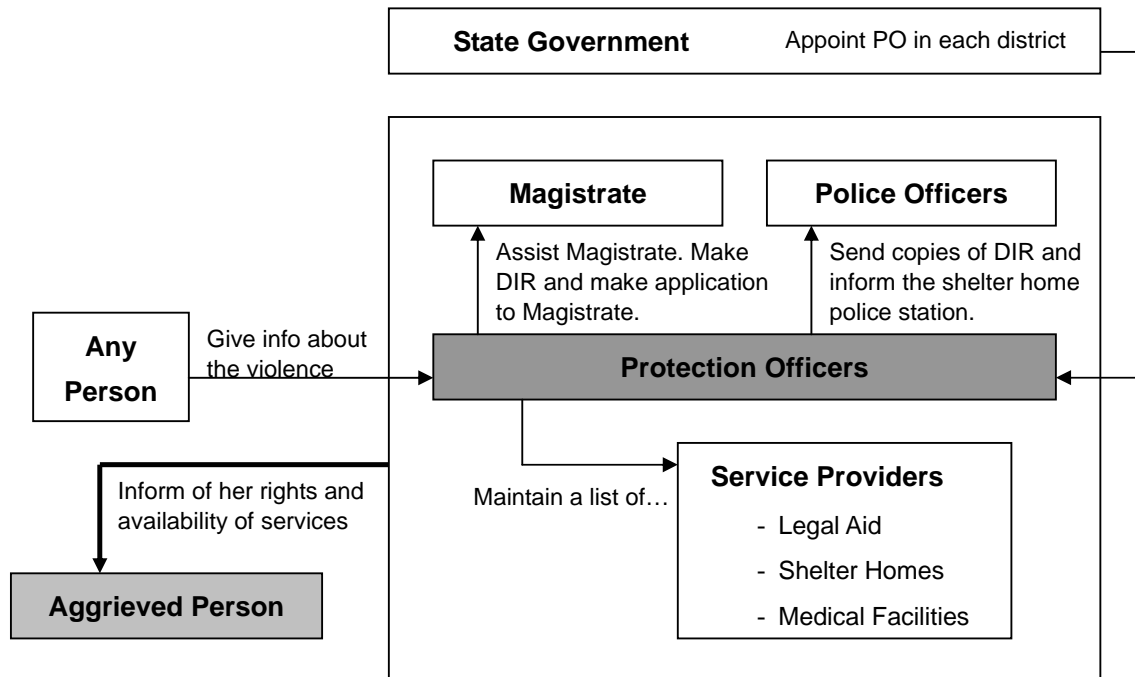 State Government Appoint PO in each district
Magistrate
Police Officers
Assist Magistrate. Make
DIR and make application
to Magistrate.
Send copies of DIR and
inform the shelter home
police station.
Any
Person
Give info about
the violence
Protection Officers
Inform of her rights and
availability of services
Maintain a list of…
Service Providers
- Legal Aid
- Shelter Homes
- Medical Facilities
Aggrieved Person